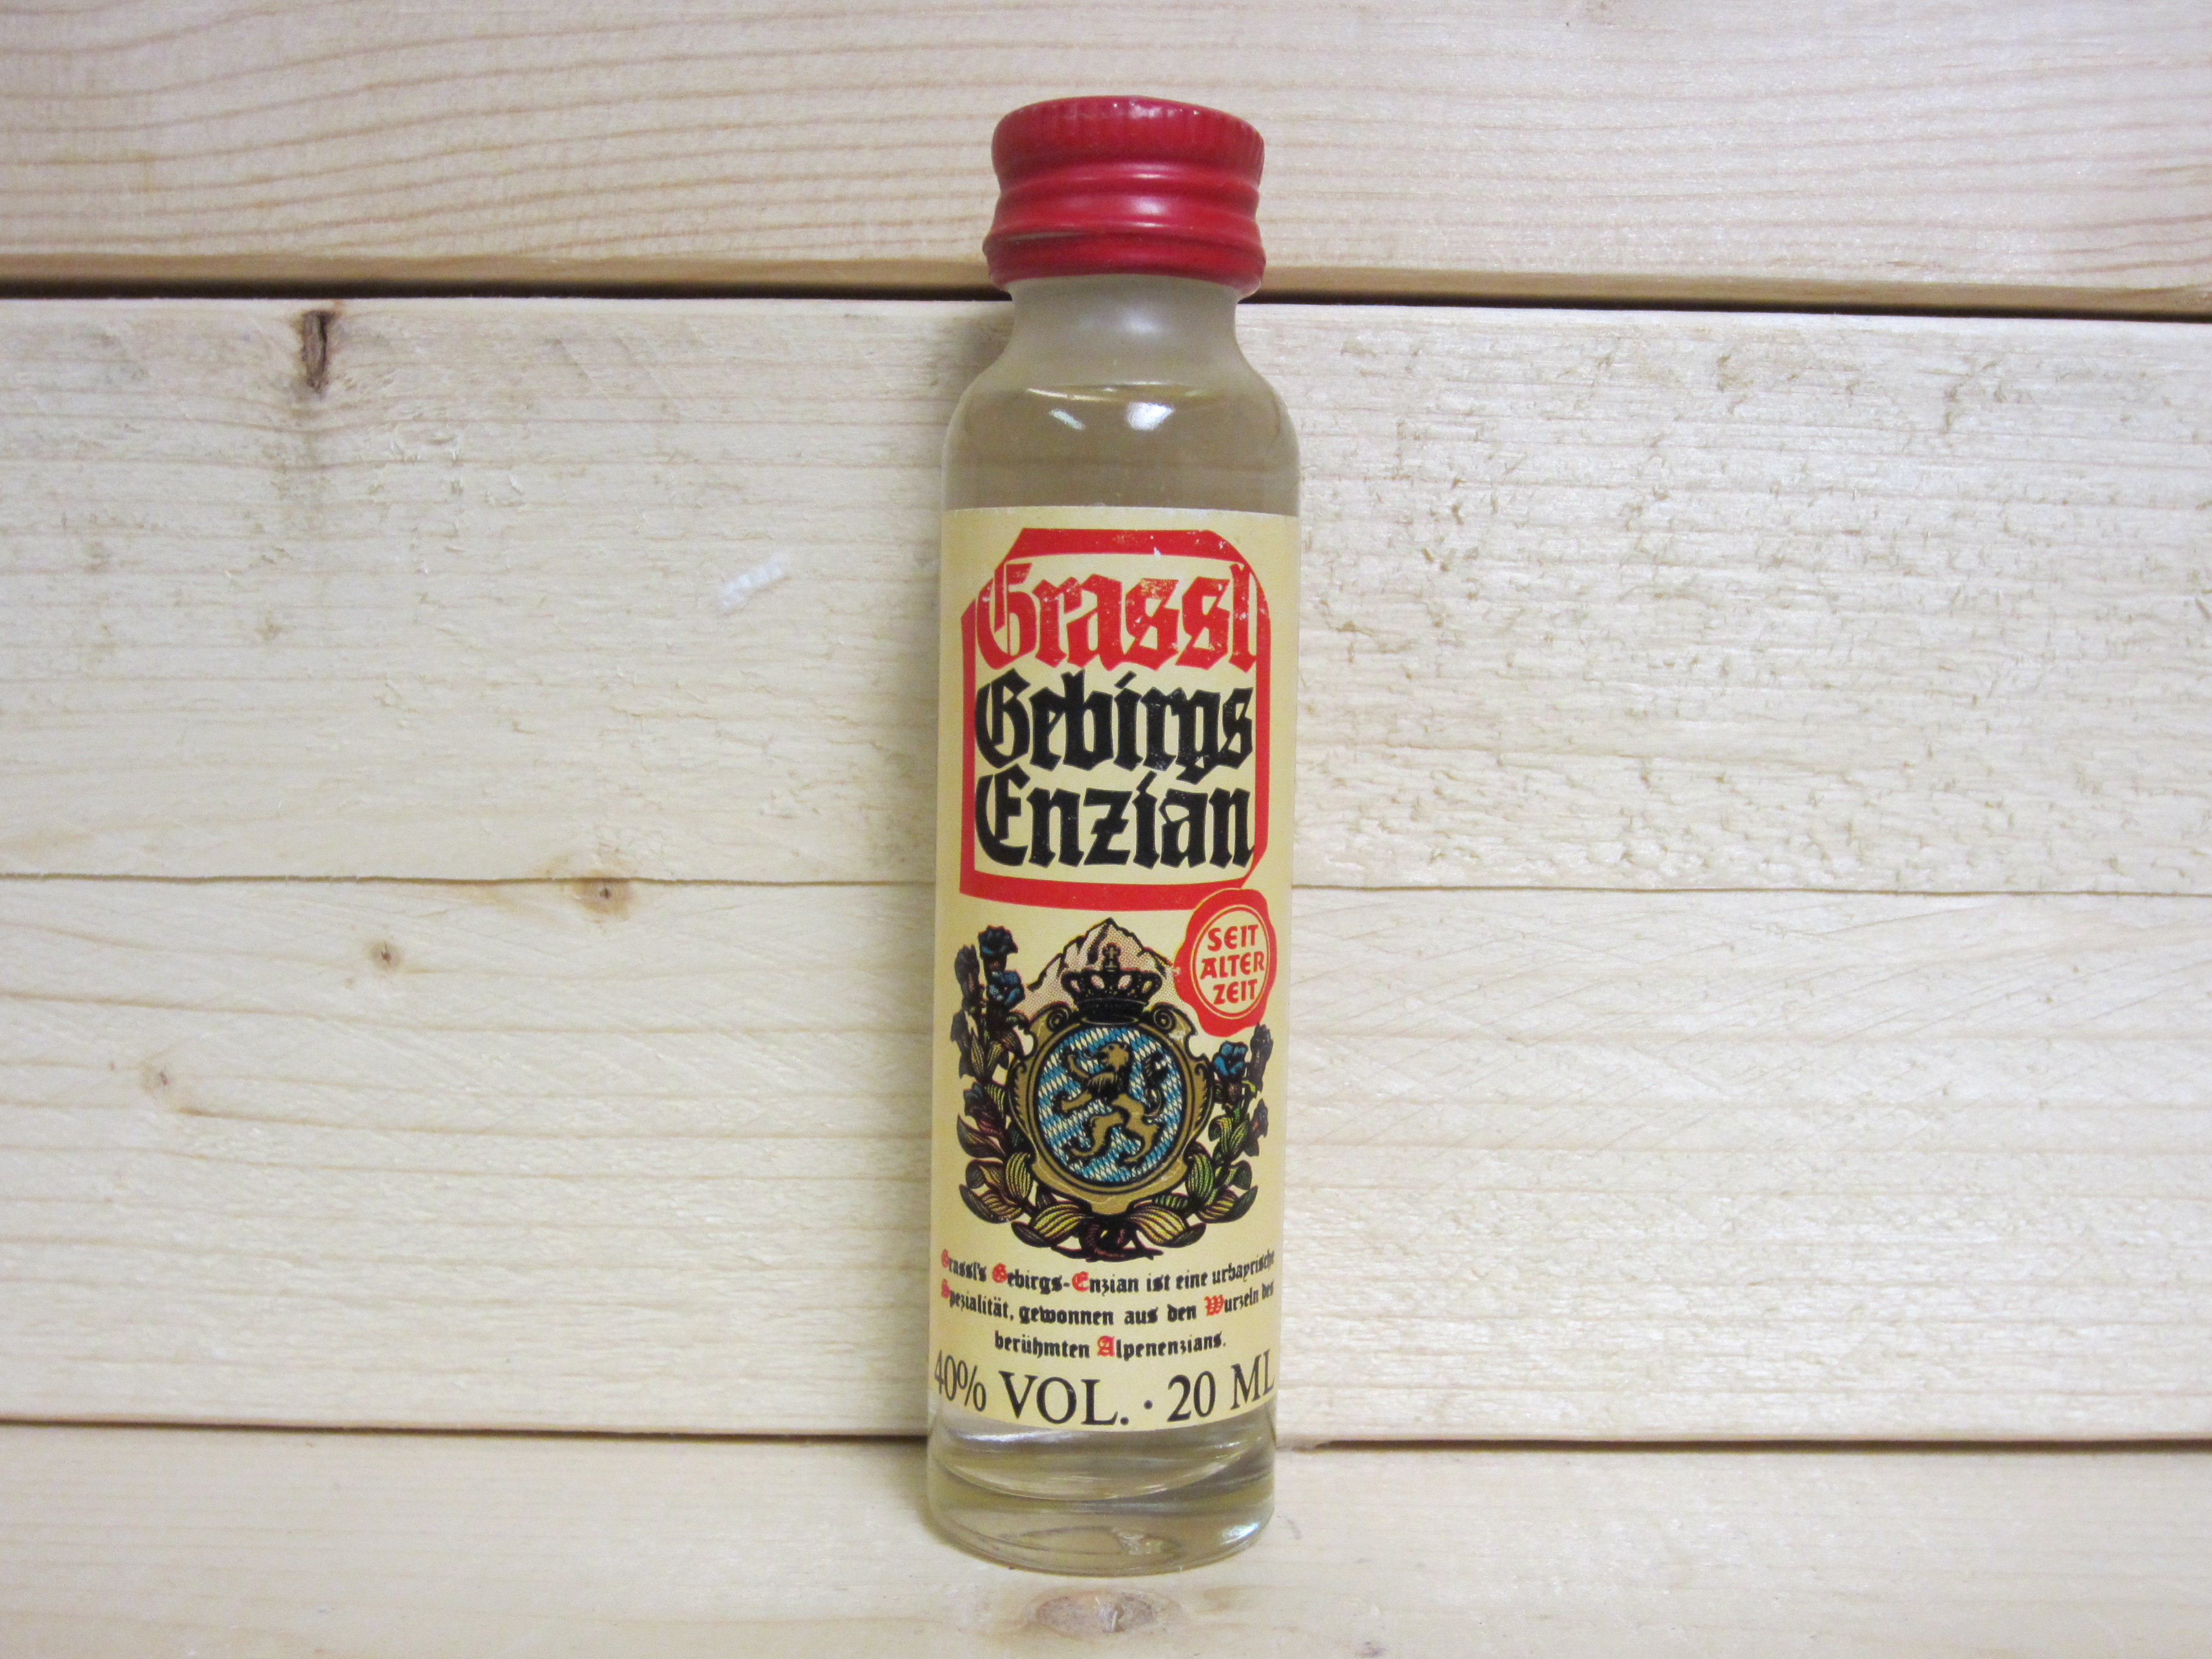 Grassl
Gebirgs
Enzian
SEIT
ALTER
ZEIT
Grassl's Gebirgs-Enzian ist eine urbayrische
Spezialität, gewonnen aus den Wurzeln des
berühmten Alpenenzians.
40% VOL. · 20 ML